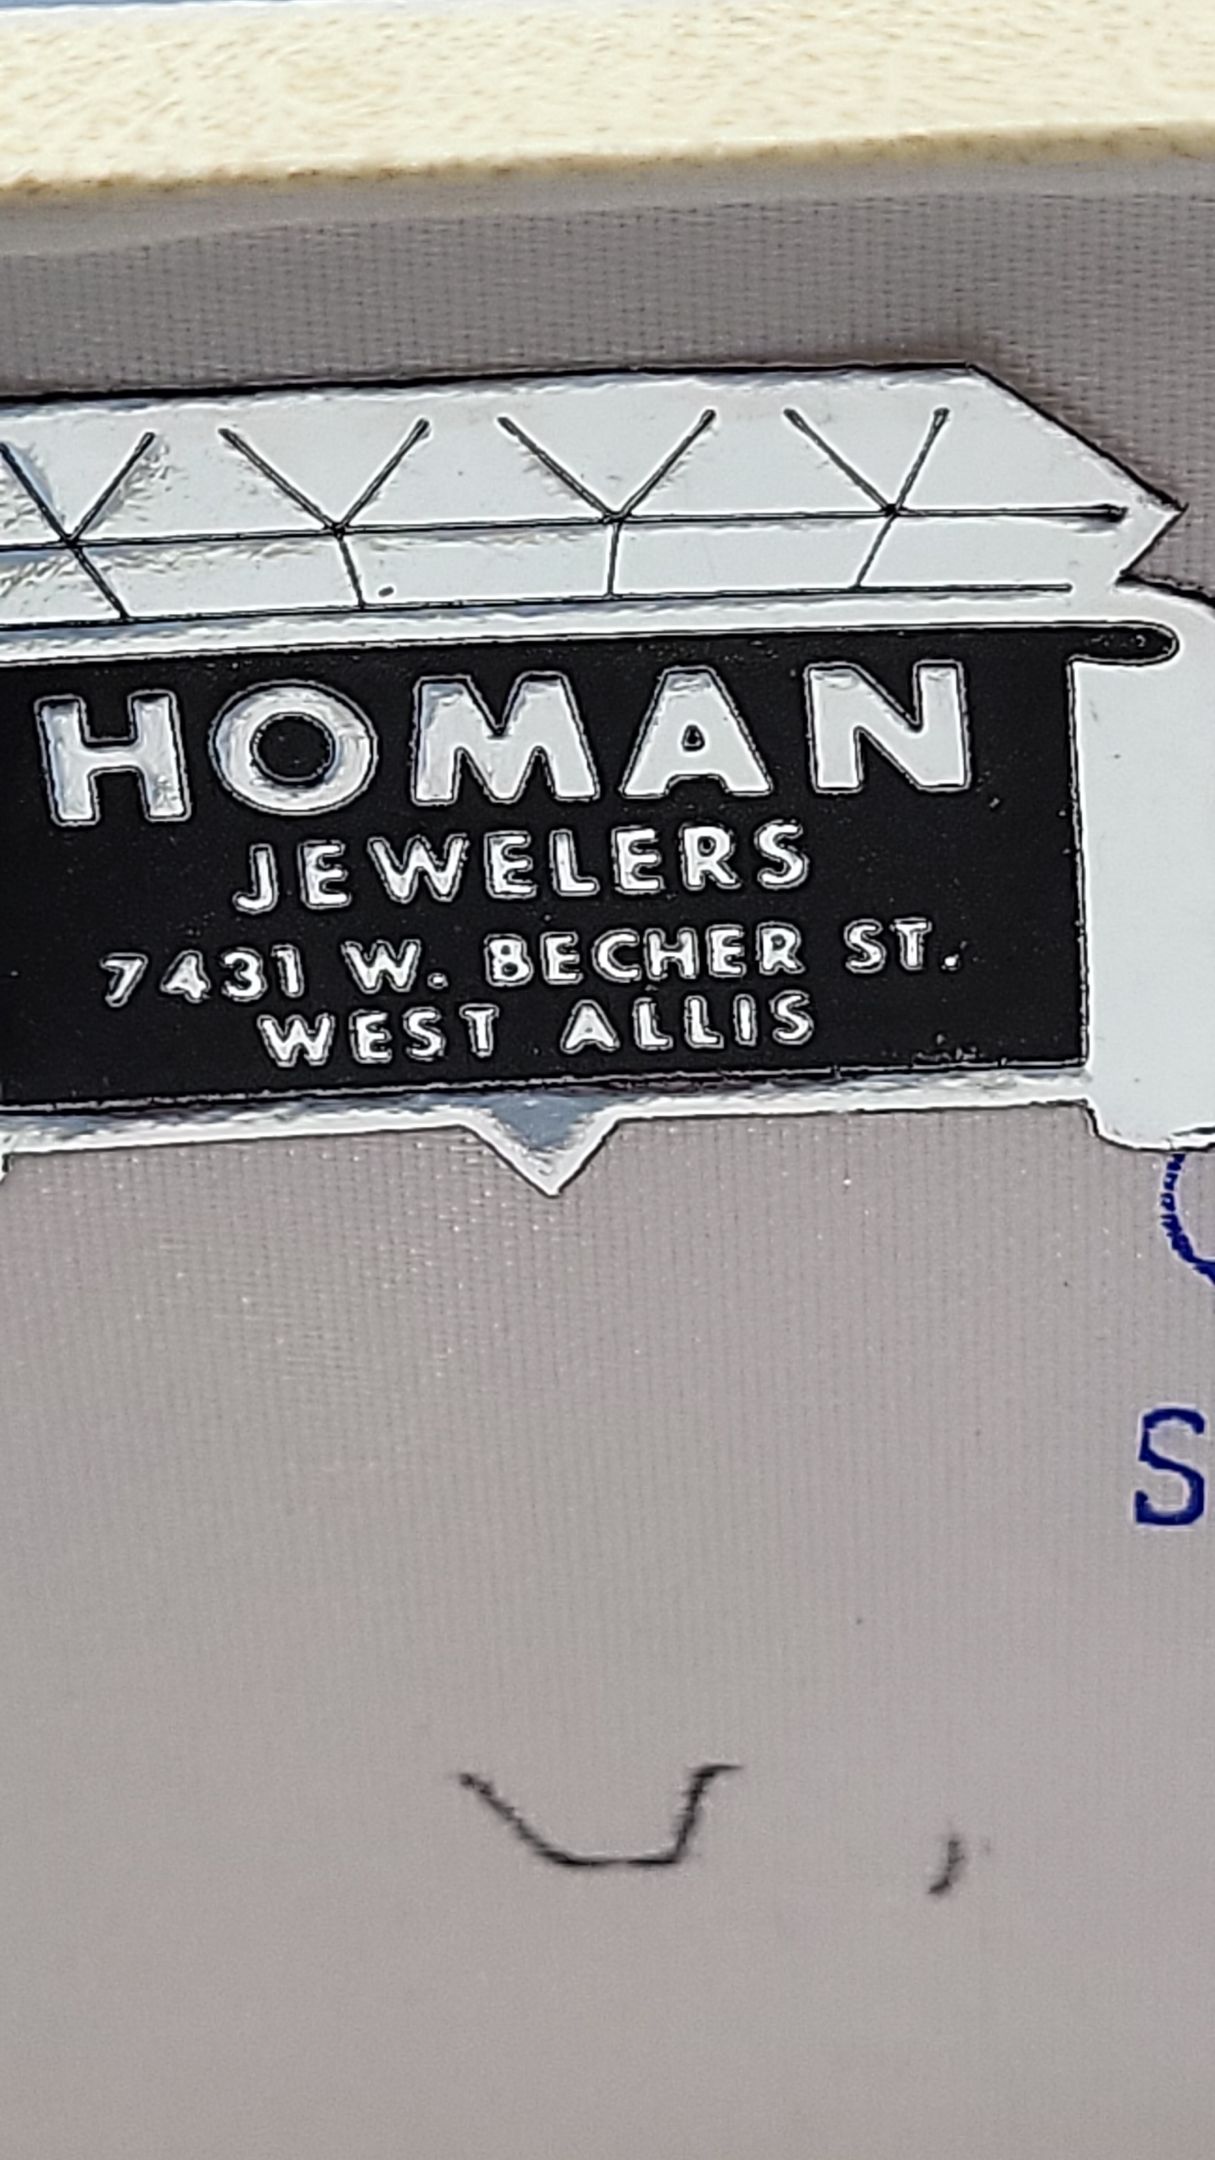 HOMAN
JEWELERS
7431 W. BECHER ST.
WEST ALLIS
S